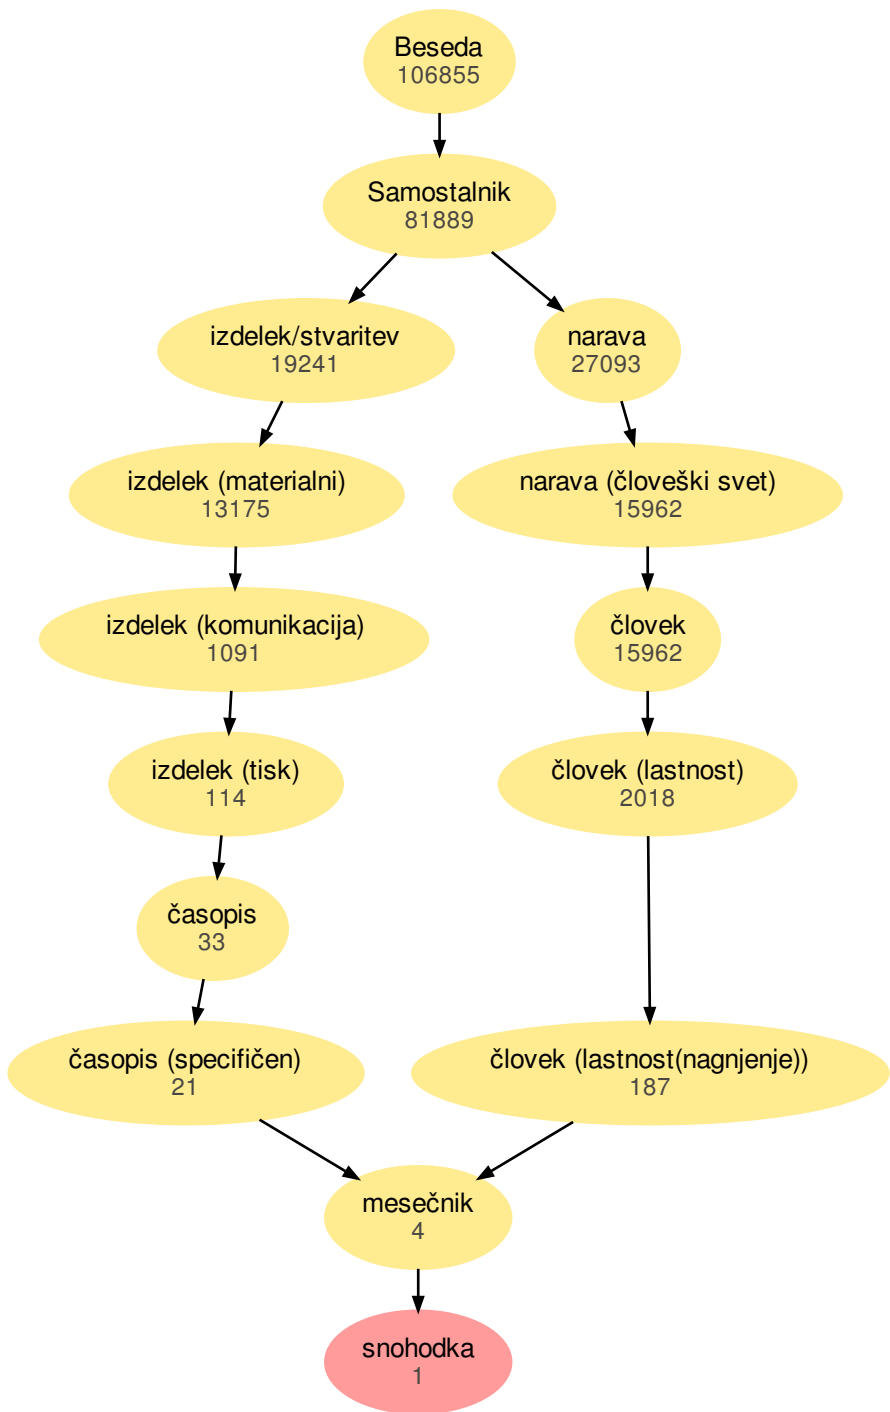 Beseda
106855
Samostalnik
81889
izdelek/stvaritev
19241
narava
27093
izdelek (materialni)
13175
narava (človeški svet)
15962
izdelek (komunikacija)
1091
človek
15962
izdelek (tisk)
114
človek (lastnost)
2018
časopis
33
časopis (specifičen)
21
človek (lastnost(nagnjenje))
187
mesečnik
4
snohodka
1